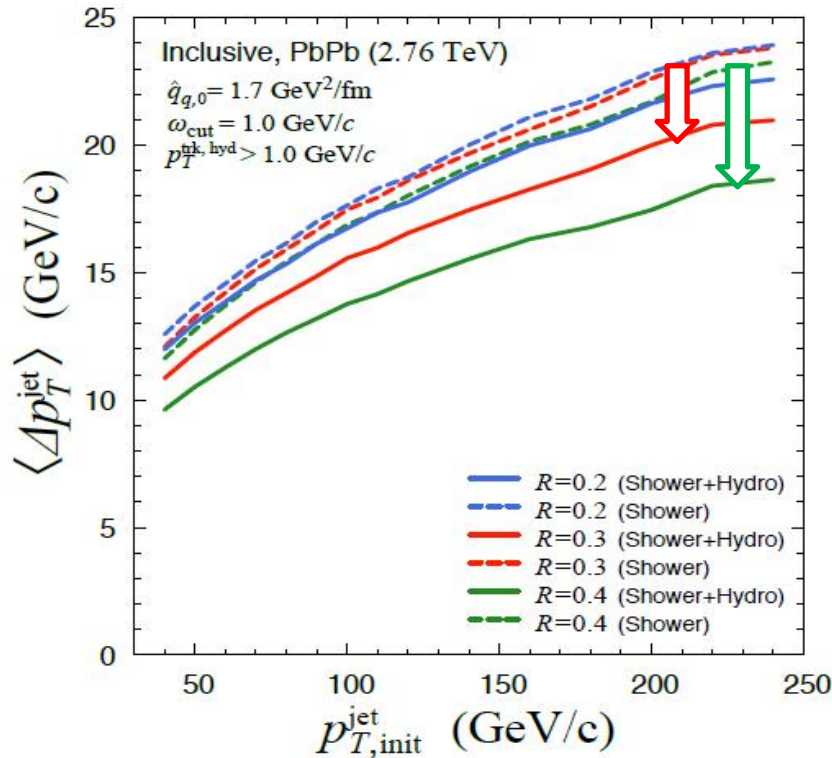 25
20
15
10
5
0
50
100
150
200
250
Inclusive, PbPb (2.76 TeV)
q̂_{q,0} = 1.7 GeV²/fm
ω_{cut} = 1.0 GeV/c
p_T^{trk, hyd} > 1.0 GeV/c
⟨Δp_T^{jet}⟩ (GeV/c)
R=0.2 (Shower+Hydro)
R=0.2 (Shower)
R=0.3 (Shower+Hydro)
R=0.3 (Shower)
R=0.4 (Shower+Hydro)
R=0.4 (Shower)
p_{T,init}^{jet} (GeV/c)